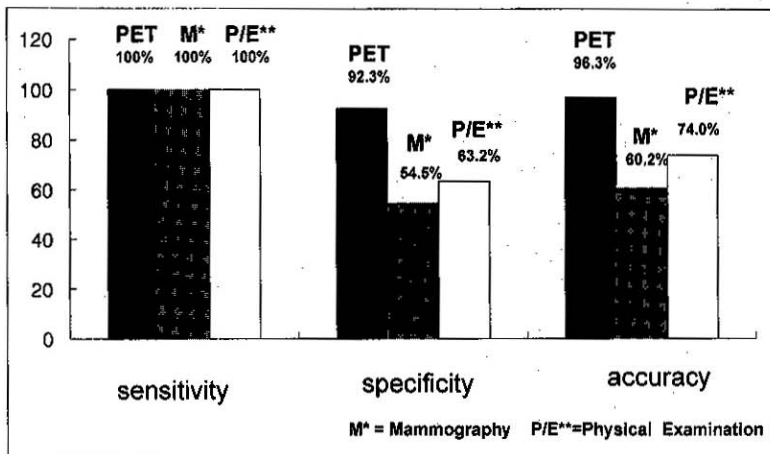 120
100
80
60
40
20
0
PET M* P/E**
100% 100% 100%
PET
92.3%
M*
54.5%
P/E**
63.2%
PET
96.3%
M*
60.2%
P/E**
74.0%
sensitivity specificity accuracy
M* = Mammography P/E**=Physical Examination